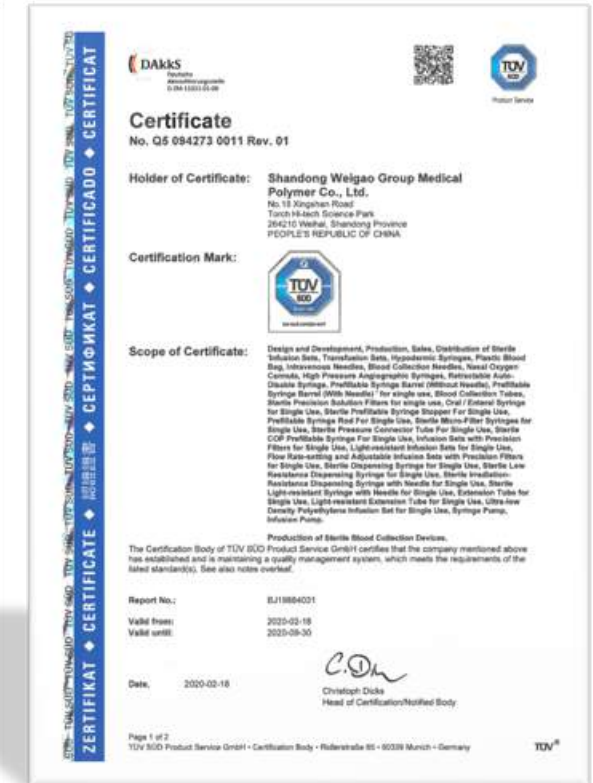 DAkkS
Deutsche
Akkreditierungsstelle
TÜV
SÜD
Product Service
Certificate
No. Q5 094273 0011 Rev. 01
Holder of Certificate:
Shandong Weigao Group Medical
Polymer Co., Ltd.
No.18 Xingshan Road
Torch Hi-tech Science Park
264210 Weihai, Shandong Province
PEOPLE'S REPUBLIC OF CHINA
Certification Mark:
TÜV
SÜD
Scope of Certificate:
Design and Development, Production, Sales, Distribution of Sterile
Infusion Sets, Transfusion Sets, Hypodermic Syringes, Plastic Blood
Bag, Intravenous Needles, Blood Collection Needles, Nasal Oxygen
Cannula, High Pressure Angiographic Syringes, Retractable Auto-
Disable Syringe, Prefillable Syringe Barrel (Without Needle), Prefillable
Syringe Barrel (With Needle) for single use, Blood Collection Tubes,
Sterile Precision Solution Filters for single use, Oral / Enteral Syringe
for Single Use, Sterile Prefillable Syringe Stopper For Single Use,
Prefillable Syringe Rod For Single Use, Sterile Micro-Filter Syringes for
Single Use, Sterile Pressure Connector Tube For Single Use, Sterile
COP Prefillable Syringe For Single Use, Infusion Sets with Precision
Filters for Single Use, Light-resistant Infusion Sets for Single Use,
Flow Rate-setting and Adjustable Infusion Sets with Precision Filters
for Single Use, Sterile Dispensing Syringe for Single Use, Sterile Low
Resistance Dispensing Syringe for Single Use, Sterile Irradiation-
Resistance Dispensing Syringe with Needle for Single Use, Sterile
Light-resistant Syringe with Needle for Single Use, Extension Tube for
Single Use, Light-resistant Extension Tube for Single Use, Ultra-low
Density Polyethylene Infusion Set for Single Use, Syringe Pump,
Infusion Pump.
Production of Sterile Blood Collection Devices.
The Certification Body of TÜV SÜD Product Service GmbH certifies that the company mentioned above
has established and is maintaining a quality management system, which meets the requirements of the
listed standard(s). See also notes overleaf.
Report No.:
BJ19884031
Valid from:
2020-02-18
Valid until:
2020-09-30
Date,
2020-02-18
Christoph Dicks
Head of Certification/Notified Body
Page 1 of 2
TÜV SÜD Product Service GmbH • Certification Body • Ridlerstraße 65 • 80339 Munich • Germany
TÜV®
ZERTIFIKAT ◆ CERTIFICATE ◆ 認證證書 ◆ СЕРТИФИКАТ ◆ CERTIFICADO ◆ CERTIFICAT